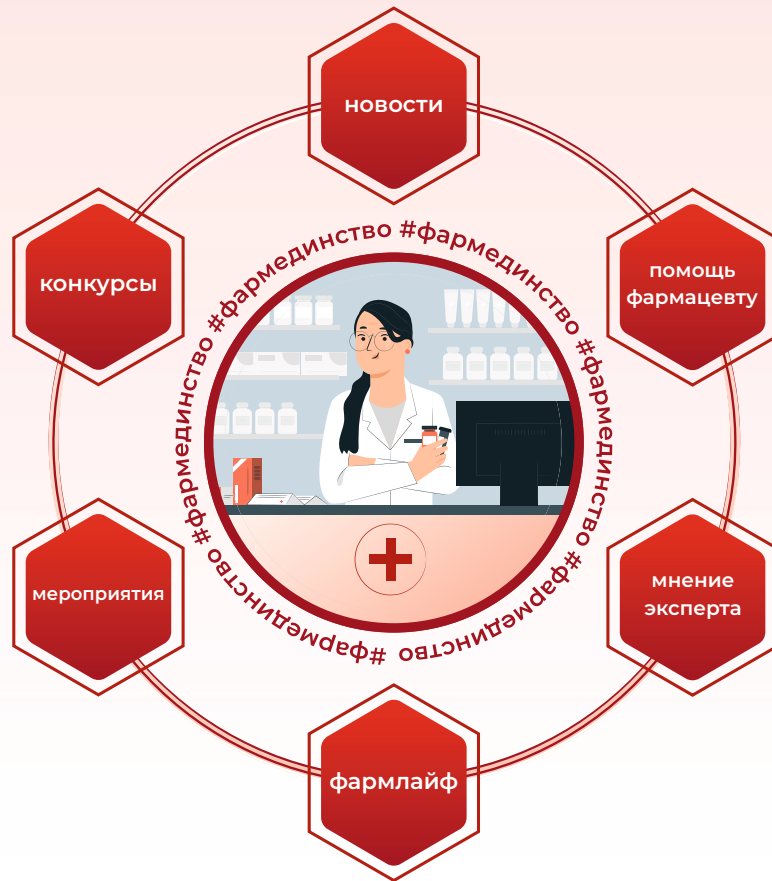 новости
помощь
фармацевту
мнение
эксперта
фармлайф
мероприятия
конкурсы
#фармединство #фармединство #фармединство #фармединство #фармединство #фармединство